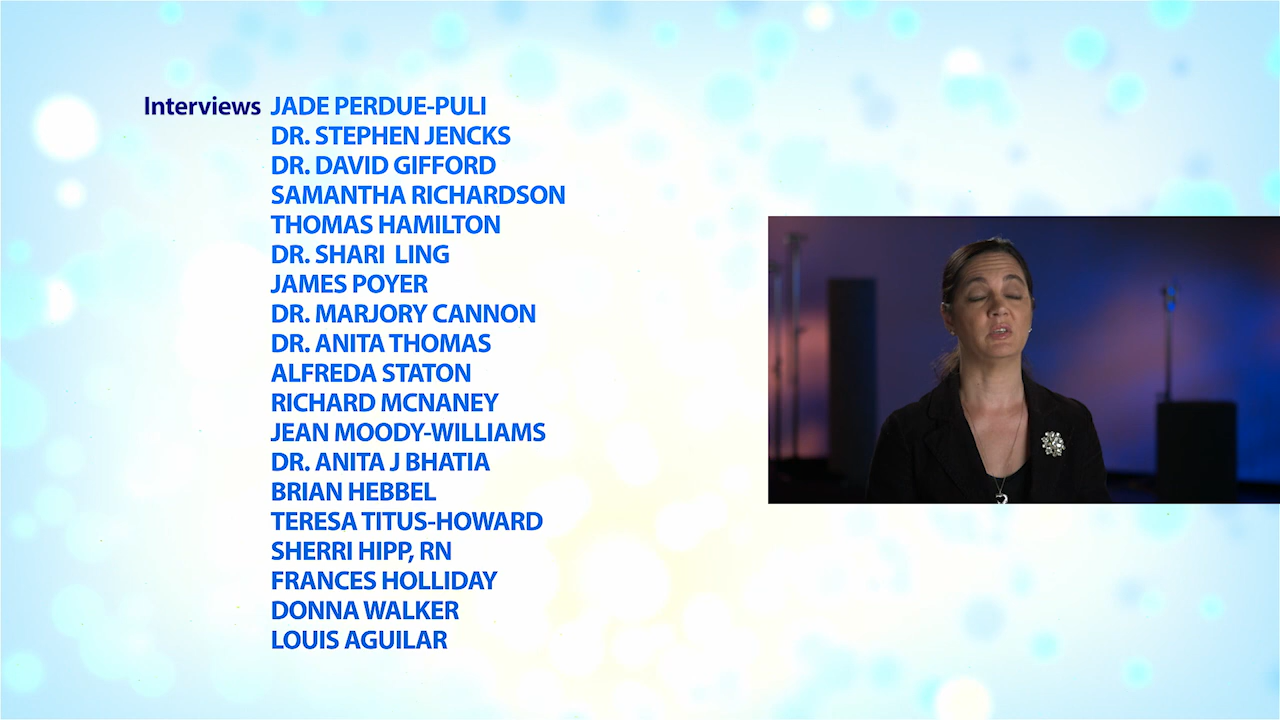 Interviews JADE PERDUE-PULI
DR. STEPHEN JENCKS
DR. DAVID GIFFORD
SAMANTHA RICHARDSON
THOMAS HAMILTON
DR. SHARI  LING
JAMES POYER
DR. MARJORY CANNON
DR. ANITA THOMAS
ALFREDA STATON
RICHARD MCNANEY
JEAN MOODY-WILLIAMS
DR. ANITA J BHATIA
BRIAN HEBBEL
TERESA TITUS-HOWARD
SHERRI HIPP, RN
FRANCES HOLLIDAY
DONNA WALKER
LOUIS AGUILAR